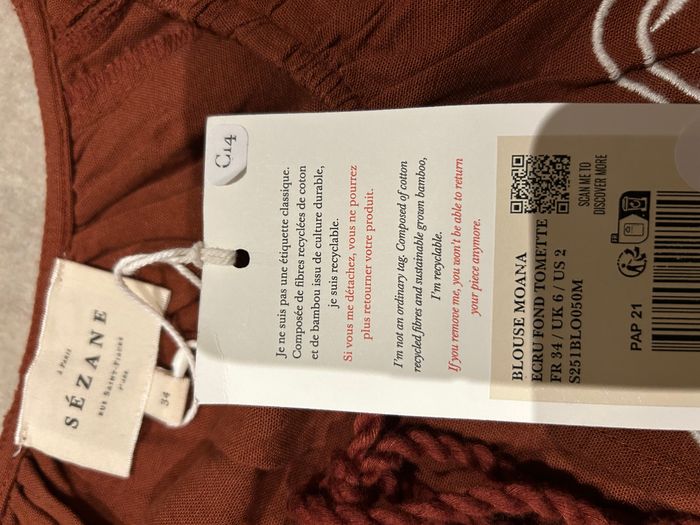 C14
Je ne suis pas une étiquette classique.
Composée de fibres recyclées de coton
et de bambou issu de culture durable,
je suis recyclable.
Si vous me détachez, vous ne pourrez
plus retourner votre produit.
I'm not an ordinary tag. Composed of cotton
recycled fibres and sustainable grown bamboo,
I'm recyclable.
If you remove me, you won't be able to return
your piece anymore.
SCAN ME TO
DISCOVER MORE
BLOUSE MOANA
ECRU FOND TOMETTE
FR 34 / UK 6 / US 2
S251BLO050M
PAP 21
À PARIS
SÉZANE
RUE SAINT-FIACRE
34